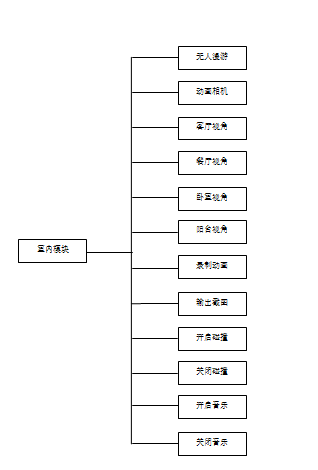 无人漫游
动画相机
客厅视角
餐厅视角
卧室视角
阳台视角
室内模块
录制动画
输出截图
开启碰撞
关闭碰撞
开启音乐
关闭音乐